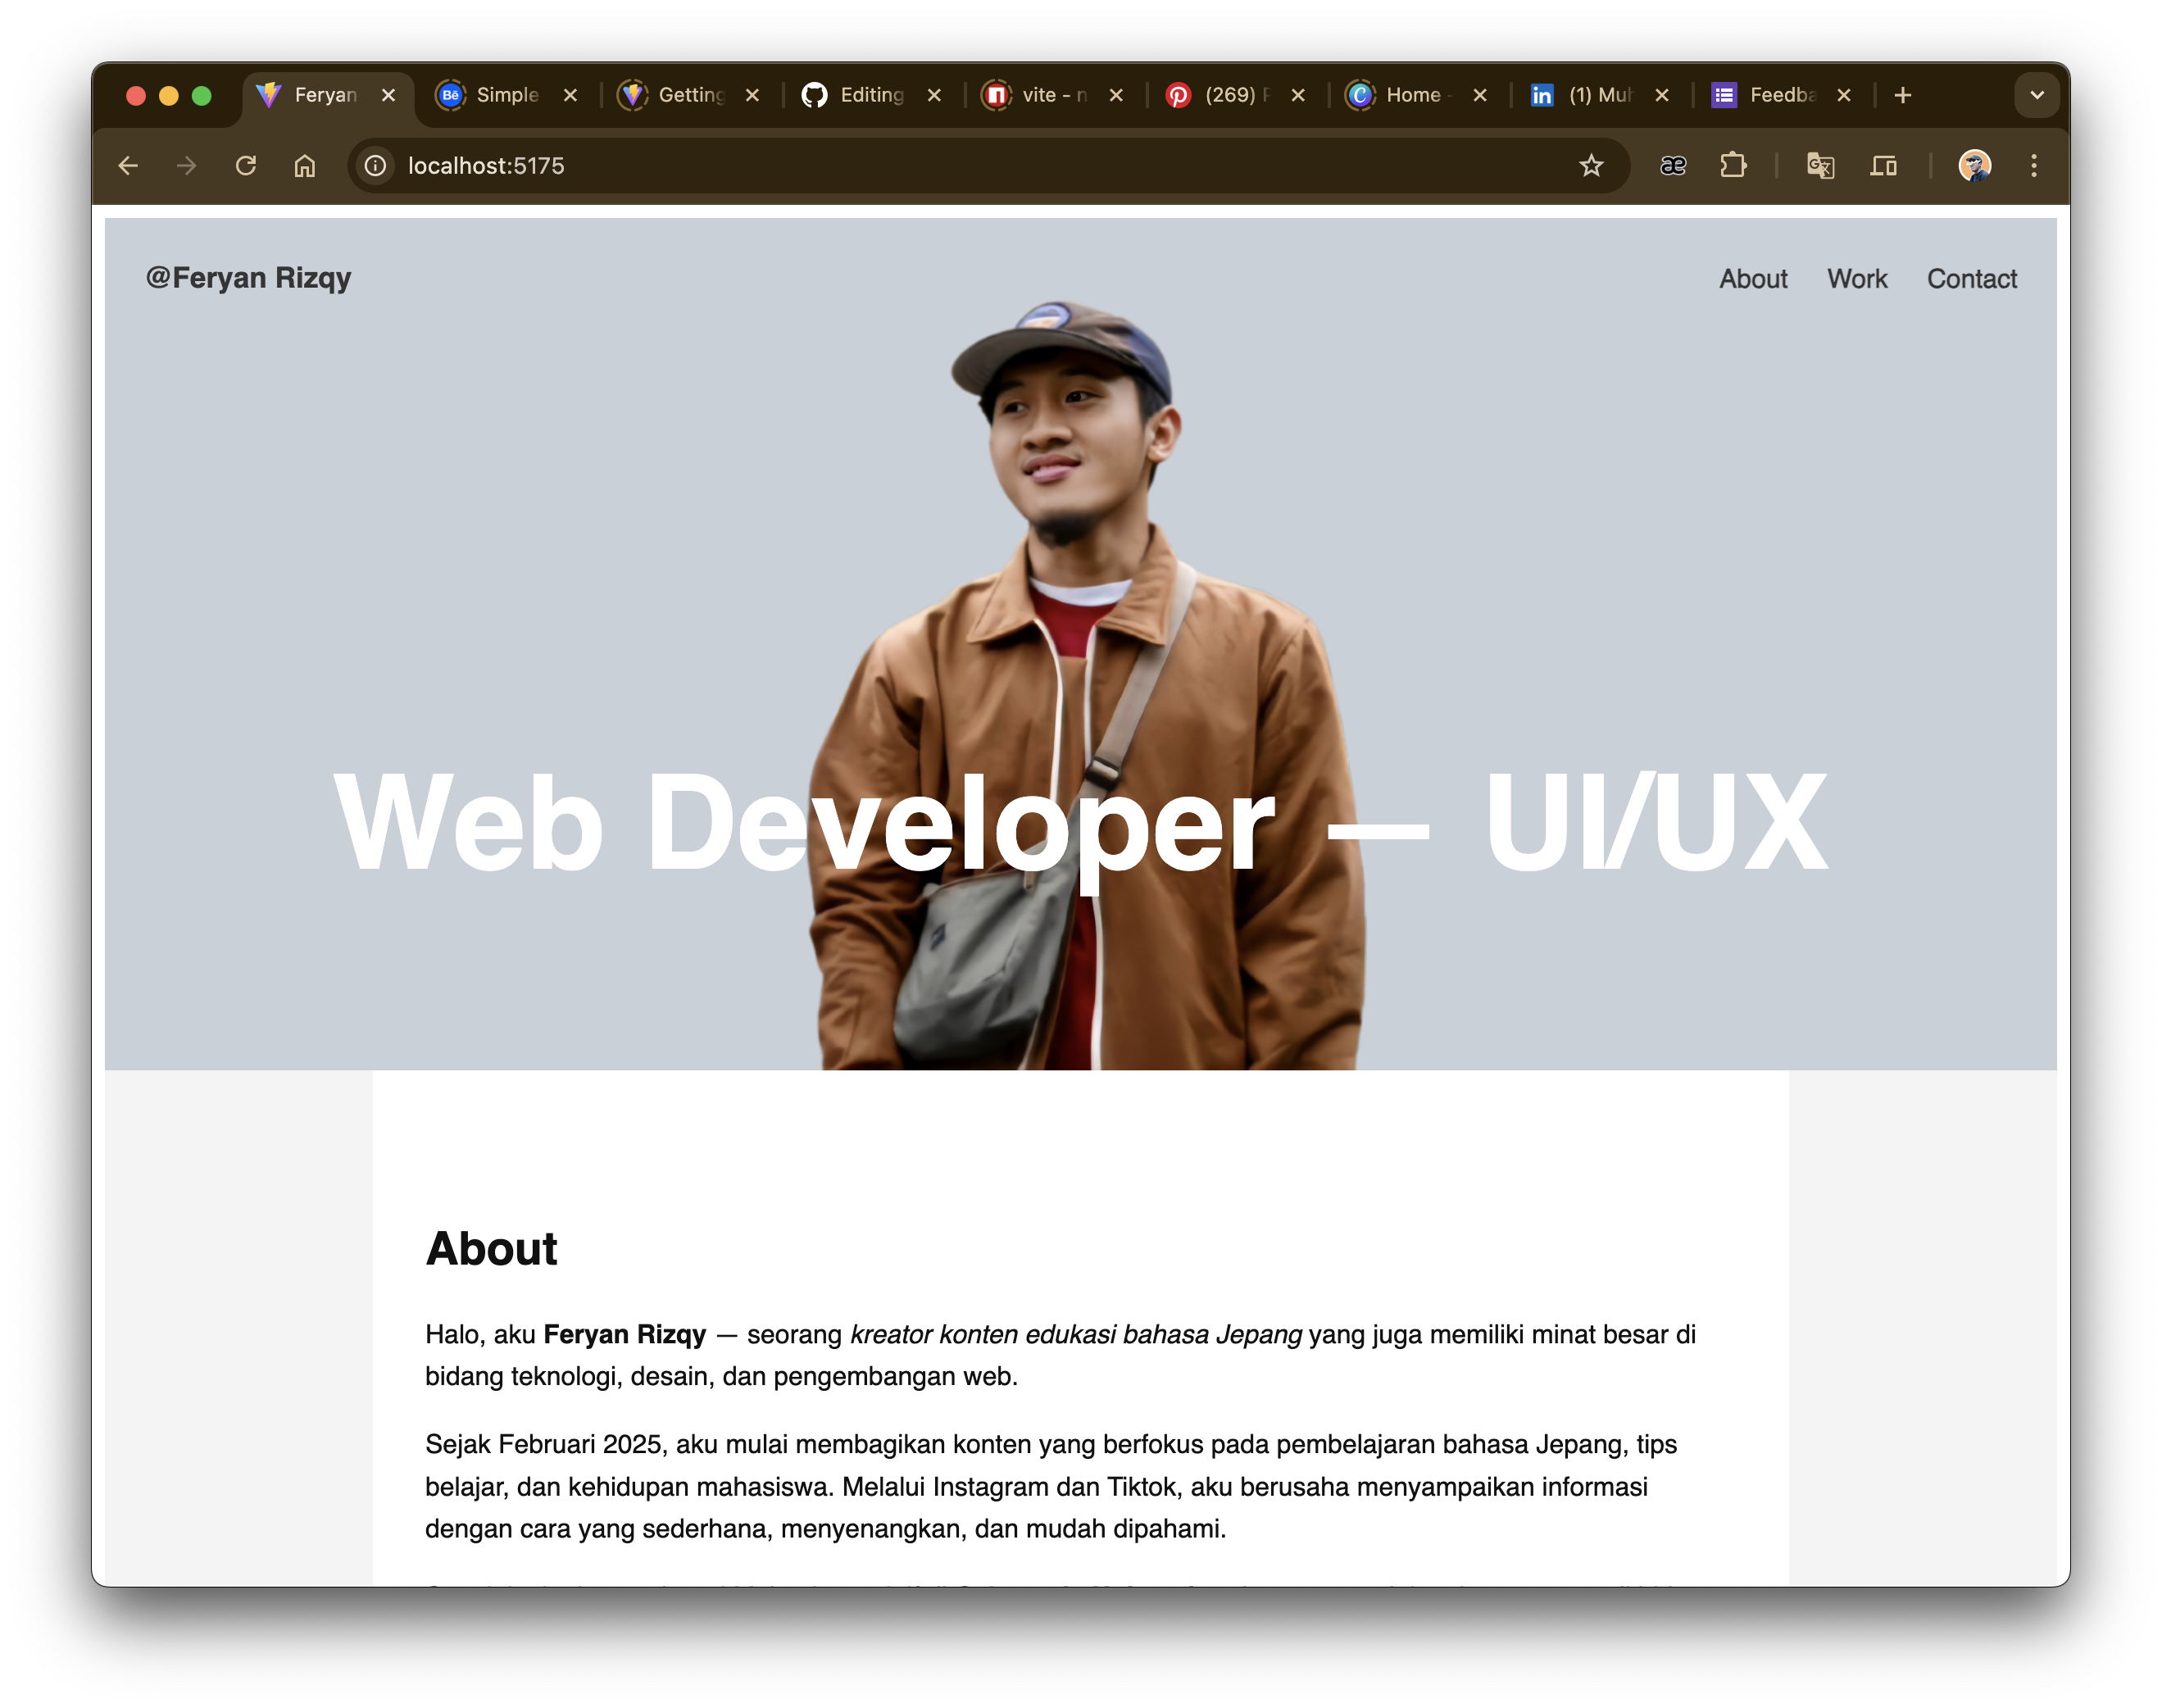 Feryan
Simple
Getting
Editing
vite - n
(269) P
Home -
(1) Muh
Feedba
localhost:5175
@Feryan Rizqy
About
Work
Contact
Web Developer — UI/UX
About
Halo, aku Feryan Rizqy — seorang kreator konten edukasi bahasa Jepang yang juga memiliki minat besar di
bidang teknologi, desain, dan pengembangan web.
Sejak Februari 2025, aku mulai membagikan konten yang berfokus pada pembelajaran bahasa Jepang, tips
belajar, dan kehidupan mahasiswa. Melalui Instagram dan Tiktok, aku berusaha menyampaikan informasi
dengan cara yang sederhana, menyenangkan, dan mudah dipahami.